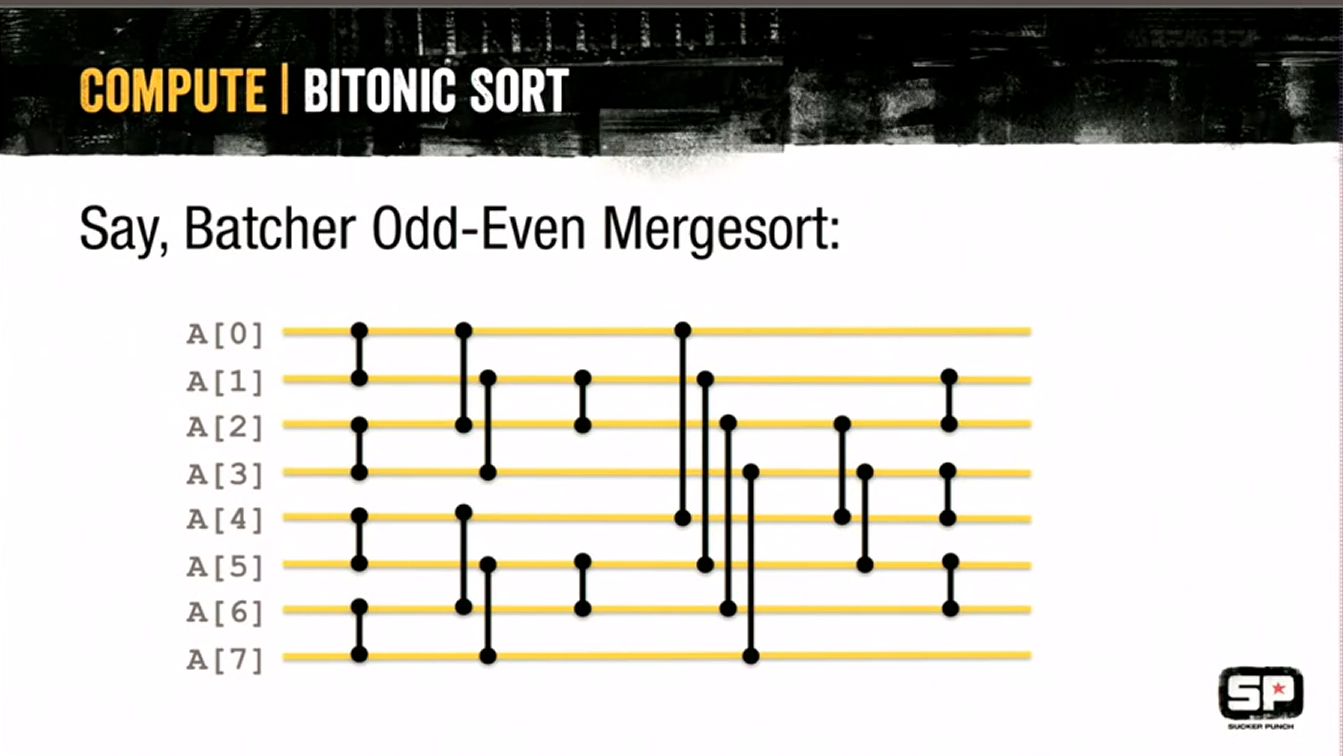 COMPUTE | BITONIC SORT
Say, Batcher Odd-Even Mergesort:
A[0]
A[1]
A[2]
A[3]
A[4]
A[5]
A[6]
A[7]
SP
SUCKER PUNCH